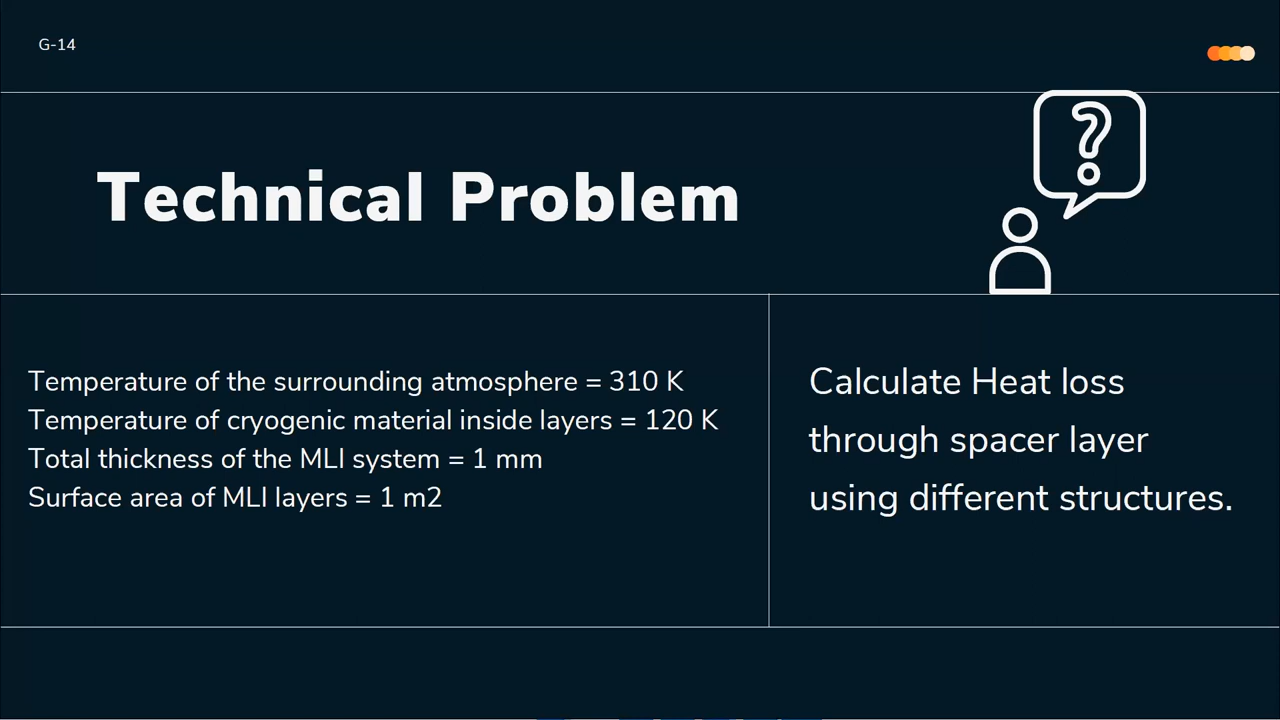 G-14
Technical Problem
Temperature of the surrounding atmosphere = 310 K
Temperature of cryogenic material inside layers = 120 K
Total thickness of the MLI system = 1 mm
Surface area of MLI layers = 1 m2
Calculate Heat loss
through spacer layer
using different structures.